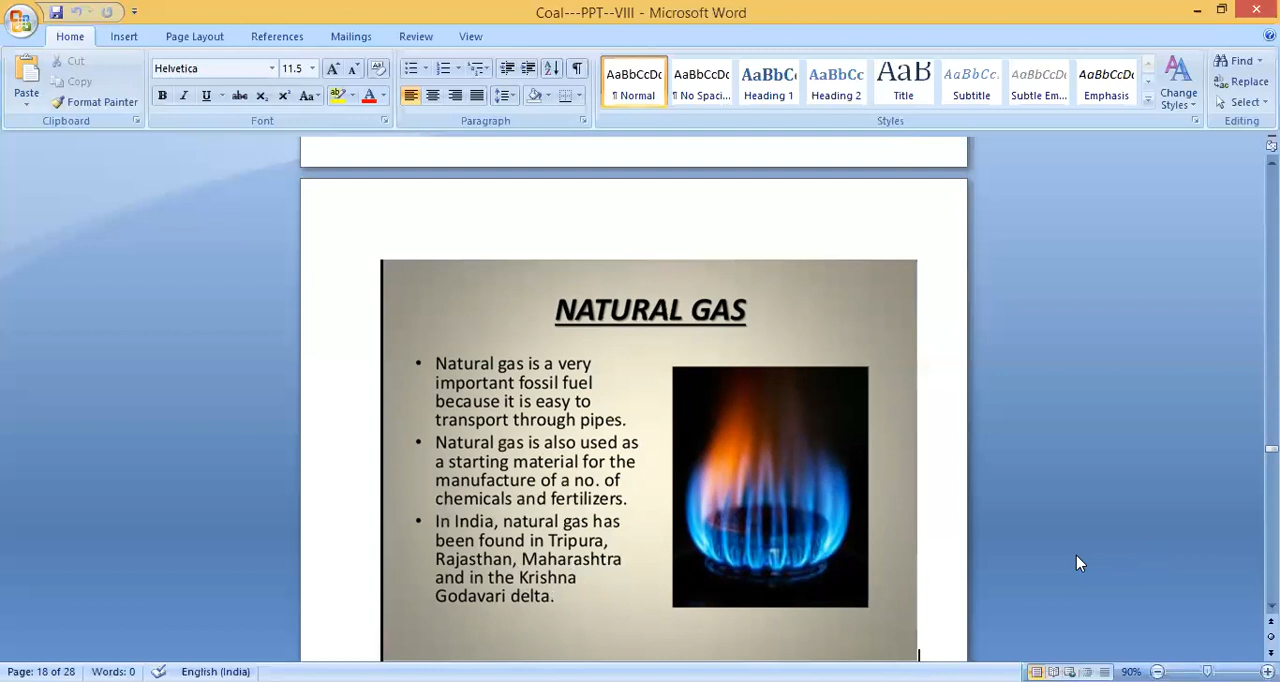 Coal---PPT--VIII - Microsoft Word
Home Insert Page Layout References Mailings Review View
Paste
Cut
Copy
Format Painter
Clipboard
Helvetica 11.5
B I U abc X₂ X² Aa
Font
Paragraph
AaBbCcDc AaBbCcDc AaBbC AaBbCc AaB AaBbCc. AaBbCcDc AaBbCcDc
¶ Normal ¶ No Spaci... Heading 1 Heading 2 Title Subtitle Subtle Em... Emphasis
Change
Styles
Styles
Find
Replace
Select
Editing
NATURAL GAS
• Natural gas is a very
important fossil fuel
because it is easy to
transport through pipes.
• Natural gas is also used as
a starting material for the
manufacture of a no. of
chemicals and fertilizers.
• In India, natural gas has
been found in Tripura,
Rajasthan, Maharashtra
and in the Krishna
Godavari delta.
Page: 18 of 28 Words: 0 English (India) 90%